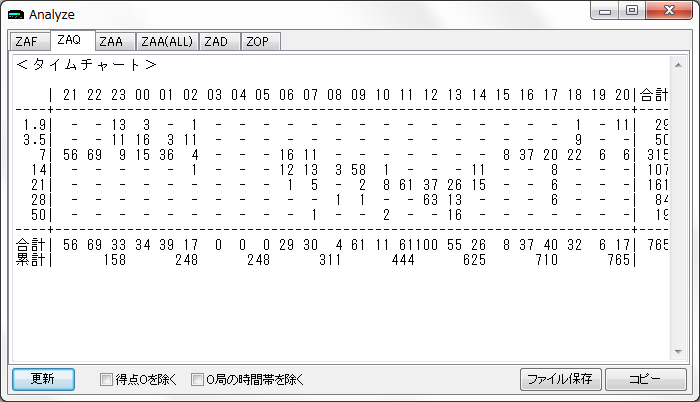 Analyze
ZAF ZAQ ZAA ZAA(ALL) ZAD ZOP
＜タイムチャート＞
| 21 22 23 00 01 02 03 04 05 06 07 08 09 10 11 12 13 14 15 16 17 18 19 20|合計
----+------------------------------------------------------------------------+----
1.9| - - 13 3 - 1 - - - - - - - - - - - - - - - 1 - 11| 29
3.5| - - 11 16 3 11 - - - - - - - - - - - - - - - 9 - -| 50
7| 56 69 9 15 36 4 - - - 16 11 - - - - - - - 8 37 20 22 6 6| 315
14| - - - - - 1 - - - 12 13 3 58 1 - - - 11 - - 8 - - -| 107
21| - - - - - - - - - 1 5 - 2 8 61 37 26 15 - - 6 - - -| 161
28| - - - - - - - - - - - 1 1 - - 63 13 - - - 6 - - -| 84
50| - - - - - - - - - - 1 - - 2 - - 16 - - - - - - -| 19
----+------------------------------------------------------------------------+----
合計| 56 69 33 34 39 17 0 0 0 29 30 4 61 11 61100 55 26 8 37 40 32 6 17| 765
累計| 158 248 248 311 444 625 710 765|
更新 得点0を除く 0局の時間帯を除く ファイル保存 コピー